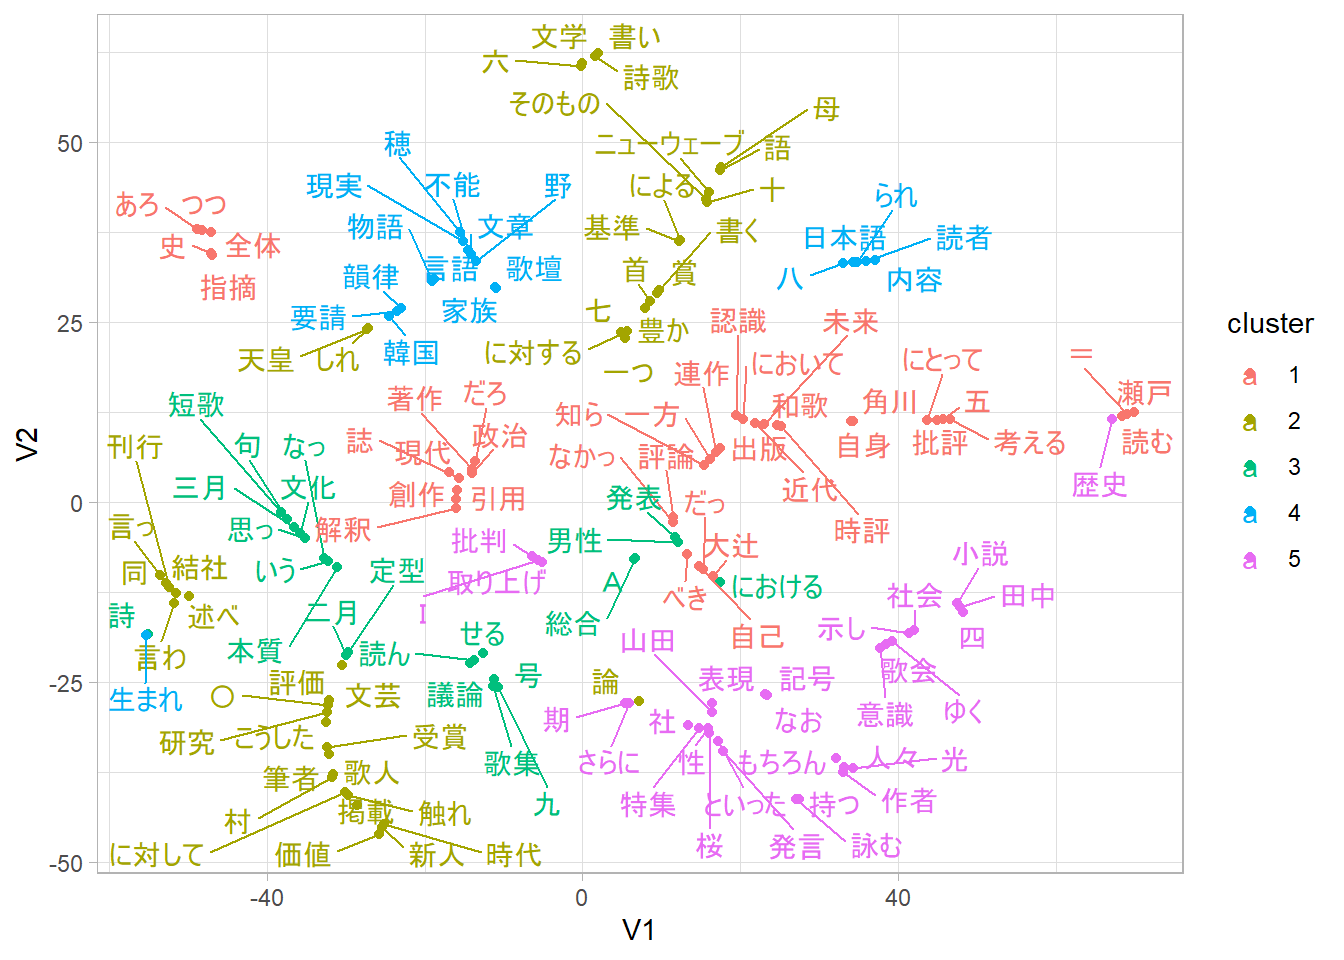 文学 書い
六
詩歌
そのもの
母
50
穂
ニューウェーブ
語
現実
不能
野
による
十
られ
あろ
つつ
物語
文章
基準
書く
日本語
読者
史
全体
指摘
韻律
言語
歌壇
首
賞
八
内容
cluster
要請
家族
七
25
認識
未来
天皇
しれ
韓国
に対する
豊か
一つ
連作
において
にとって
＝
a 1
短歌
著作
だろ
知ら
一方
和歌
角川
五
瀬戸
a 2
刊行
句
なっ
誌
現代
政治
なかっ
評論
出版
自身
批評
考える
読む
V2
三月
文化
創作
引用
近代
歴史
a 3
0
発表
だっ
言っ
思っ
解釈
時評
a 4
批判
男性
大辻
小説
a 5
同
結社
いう
定型
取り上げ
A
べき
における
社会
田中
詩
述べ
二月
I
総合
自己
示し
四
言わ
本質
読ん
せる
山田
歌会
-25
生まれ
〇
評価
文芸
議論
号
論
表現
記号
意識
ゆく
研究
こうした
受賞
期
社
なお
筆者
歌人
歌集
さらに
性
もちろん
人々
光
村
掲載
触れ
九
特集
といった
持つ
作者
に対して
価値
新人
時代
桜
発言
詠む
-50
-40 0 40
V1